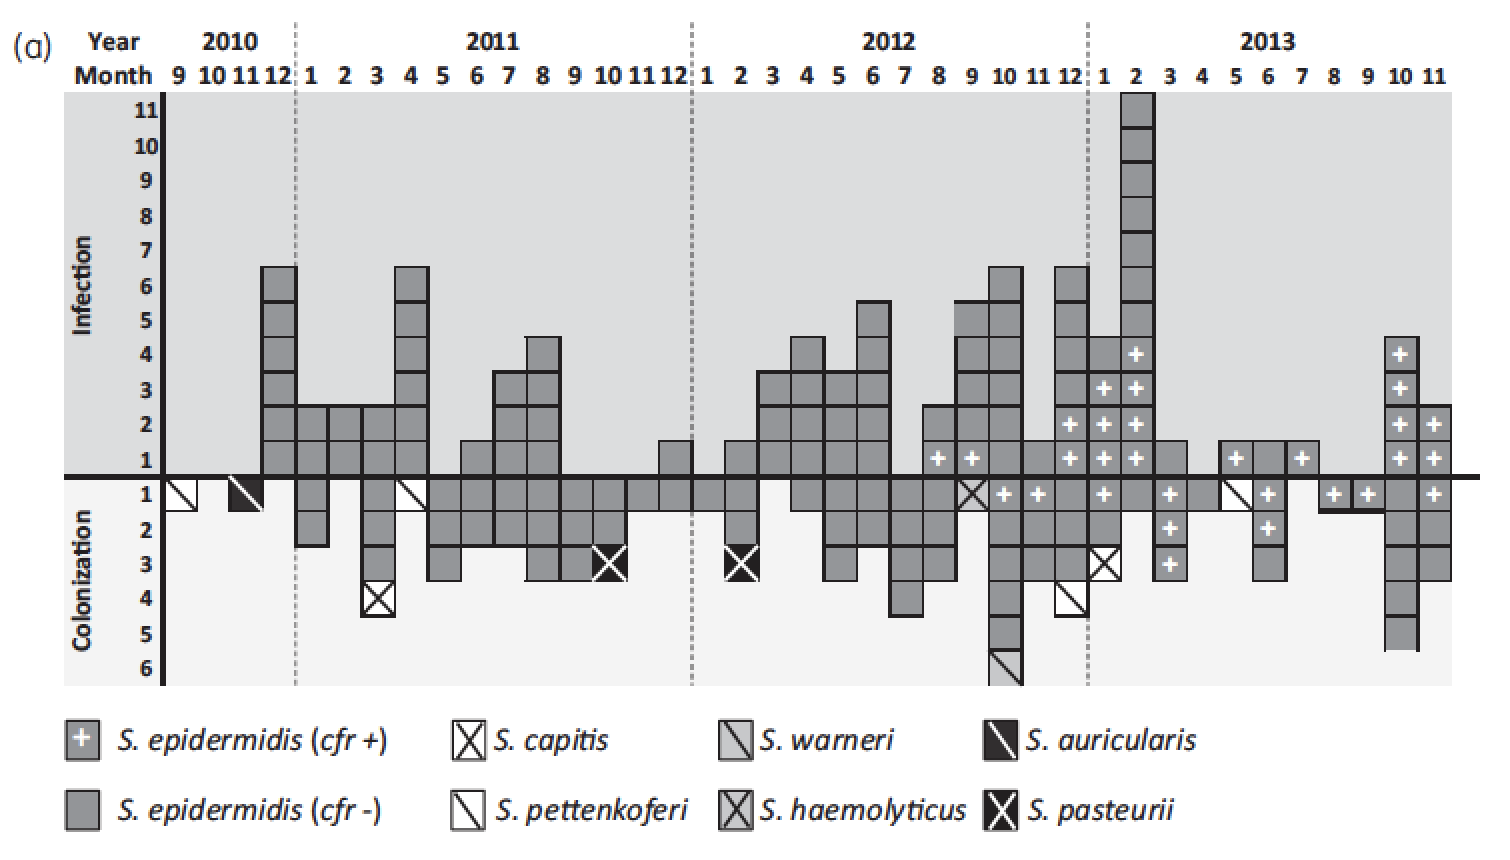 (a) Year 2010 2011 2012 2013
Month 9 10 11 12 1 2 3 4 5 6 7 8 9 10 11 12 1 2 3 4 5 6 7 8 9 10 11 12 1 2 3 4 5 6 7 8 9 10 11
Infection
11
10
9
8
7
6
5
4
3
2
1
Colonization
1
2
3
4
5
6
S. epidermidis (cfr +) S. capitis S. warneri S. auricularis
S. epidermidis (cfr -) S. pettenkoferi S. haemolyticus S. pasteurii